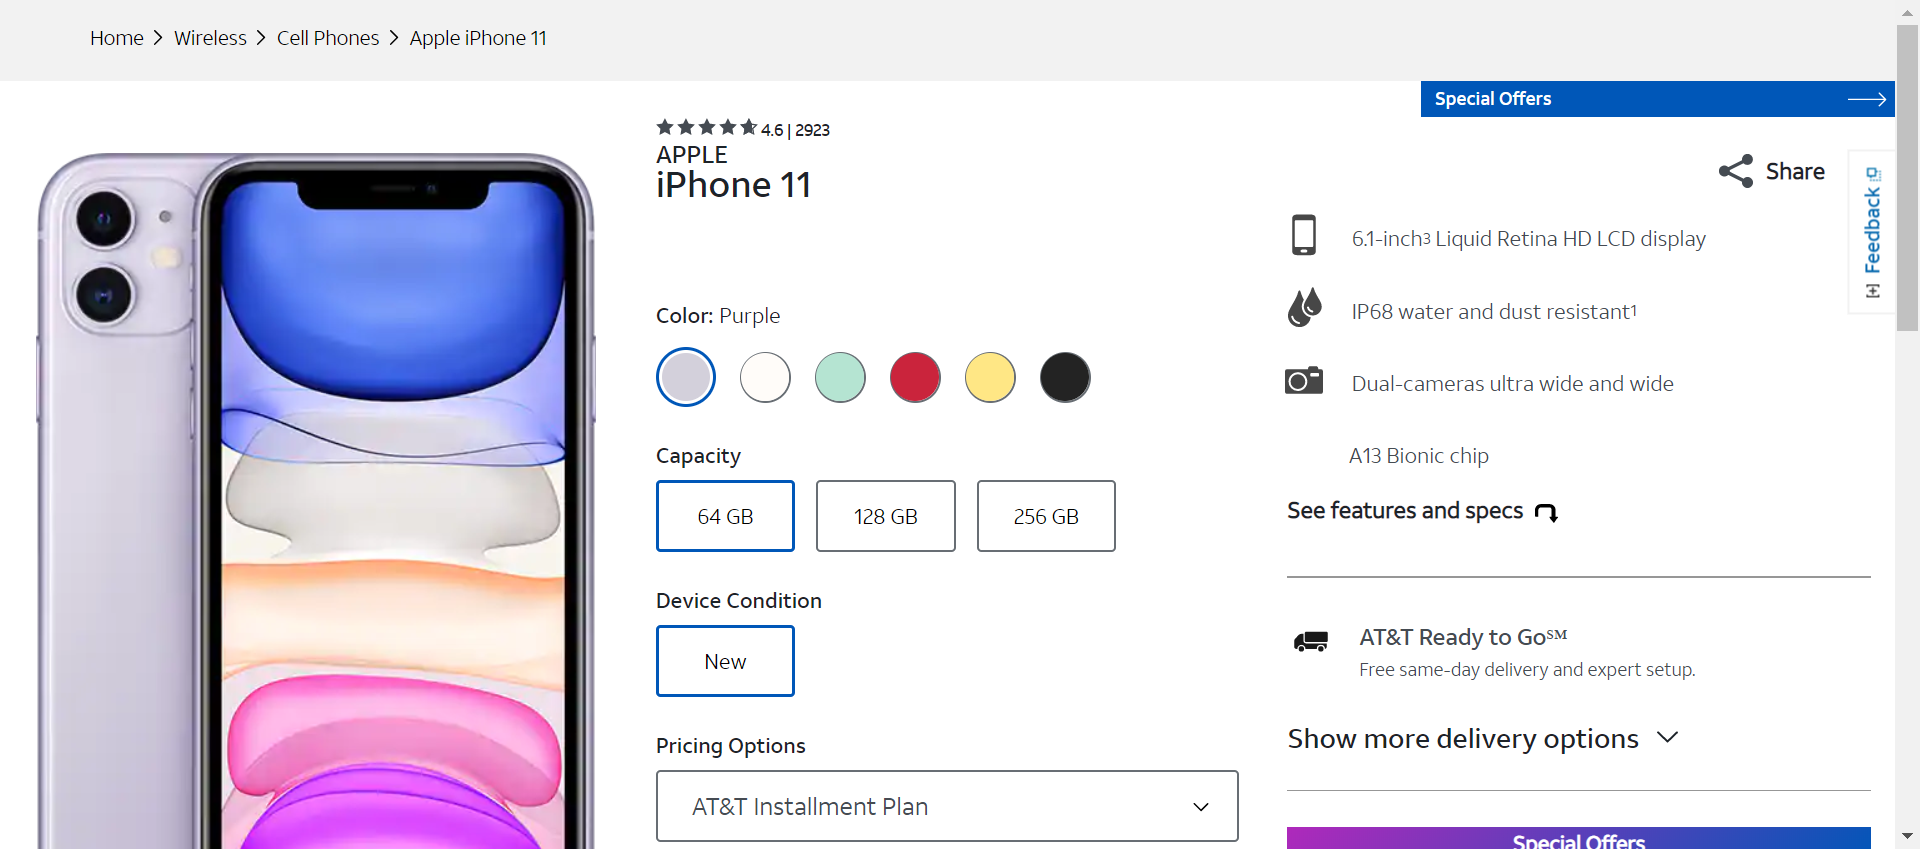 Home > Wireless > Cell Phones > Apple iPhone 11
Special Offers
4.6 | 2923
APPLE
iPhone 11
Share
Feedback
6.1-inch3 Liquid Retina HD LCD display
IP68 water and dust resistant1
Color: Purple
Dual-cameras ultra wide and wide
Capacity
A13 Bionic chip
64 GB
128 GB
256 GB
See features and specs
Device Condition
New
AT&T Ready to Go℠
Free same-day delivery and expert setup.
Pricing Options
Show more delivery options
AT&T Installment Plan
Special Offers